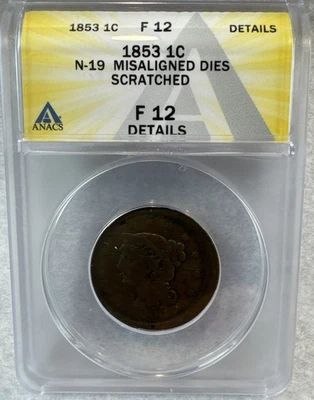 1853 1C F 12 DETAILS
1853 1C
N-19 MISALIGNED DIES
SCRATCHED
ANACS
F 12
DETAILS